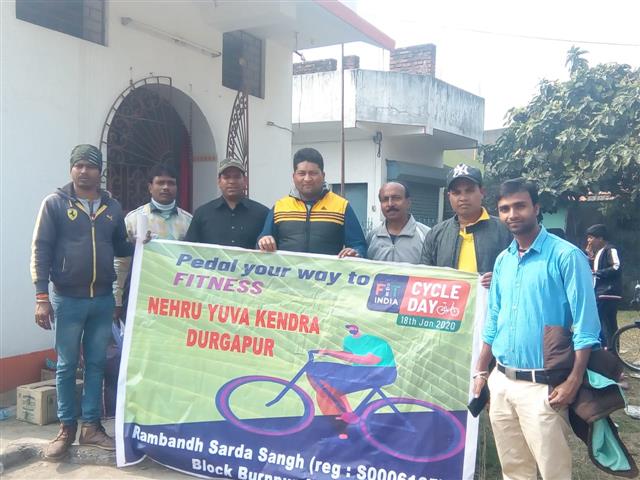 Pedal your way to
FITNESS
FIT
INDIA
CYCLE
DAY
18th Jan 2020
NEHRU YUVA KENDRA
DURGAPUR
Rambandh Sarda Sangh (reg :
Block